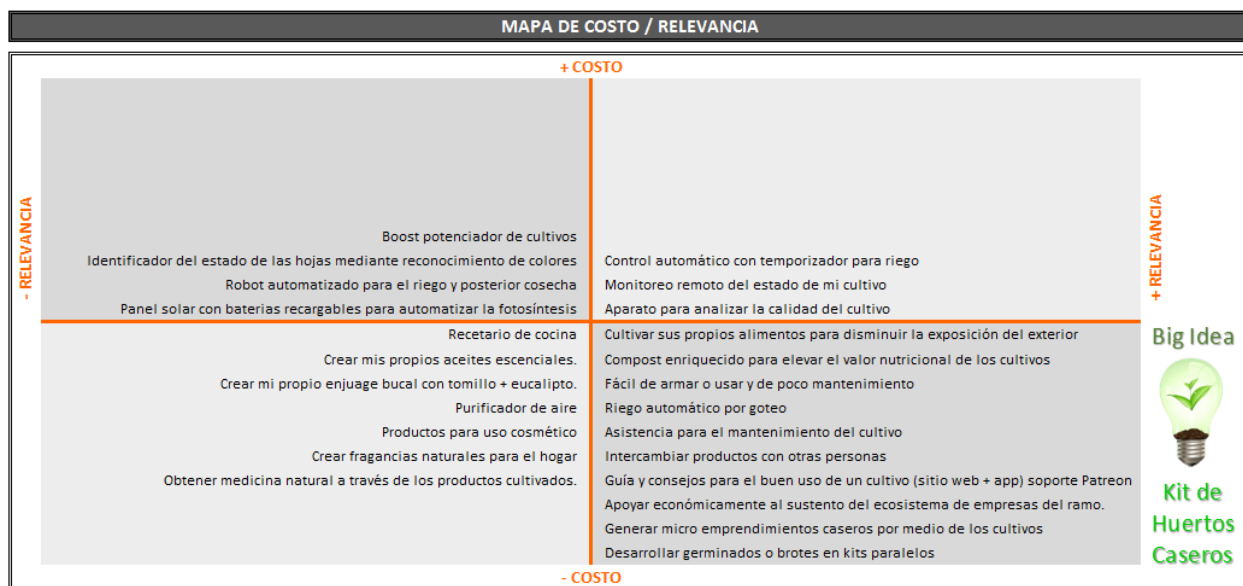 MAPA DE COSTO / RELEVANCIA
+ COSTO
- RELEVANCIA
Boost potenciador de cultivos
Identificador del estado de las hojas mediante reconocimiento de colores
Robot automatizado para el riego y posterior cosecha
Panel solar con baterias recargables para automatizar la fotosíntesis
Control automático con temporizador para riego
Monitoreo remoto del estado de mi cultivo
Aparato para analizar la calidad del cultivo
+ RELEVANCIA
Recetario de cocina
Crear mis propios aceites escenciales.
Crear mi propio enjuage bucal con tomillo + eucalipto.
Purificador de aire
Productos para uso cosmético
Crear fragancias naturales para el hogar
Obtener medicina natural a través de los productos cultivados.
Cultivar sus propios alimentos para disminuir la exposición del exterior
Compost enriquecido para elevar el valor nutricional de los cultivos
Fácil de armar o usar y de poco mantenimiento
Riego automático por goteo
Asistencia para el mantenimiento del cultivo
Intercambiar productos con otras personas
Guía y consejos para el buen uso de un cultivo (sitio web + app) soporte Patreon
Apoyar económicamente al sustento del ecosistema de empresas del ramo.
Generar micro emprendimientos caseros por medio de los cultivos
Desarrollar germinados o brotes en kits paralelos
- COSTO
Big Idea
Kit de
Huertos
Caseros